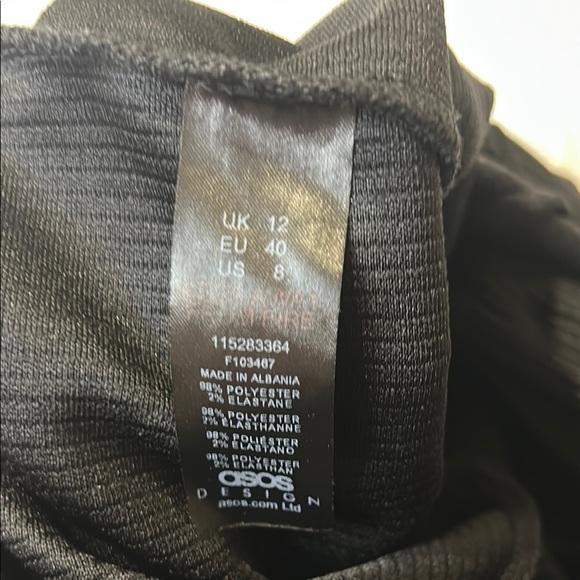 UK 12
EU 40
US 8
115283364
F103467
MADE IN ALBANIA
98% POLYESTER
2% ELASTANE
98% POLYESTER
2% ELASTHANNE
98% POLIÉSTER
2% ELASTANO
98% POLYESTER
2% ELASTHAN
asos
DESIGN
asos.com Ltd